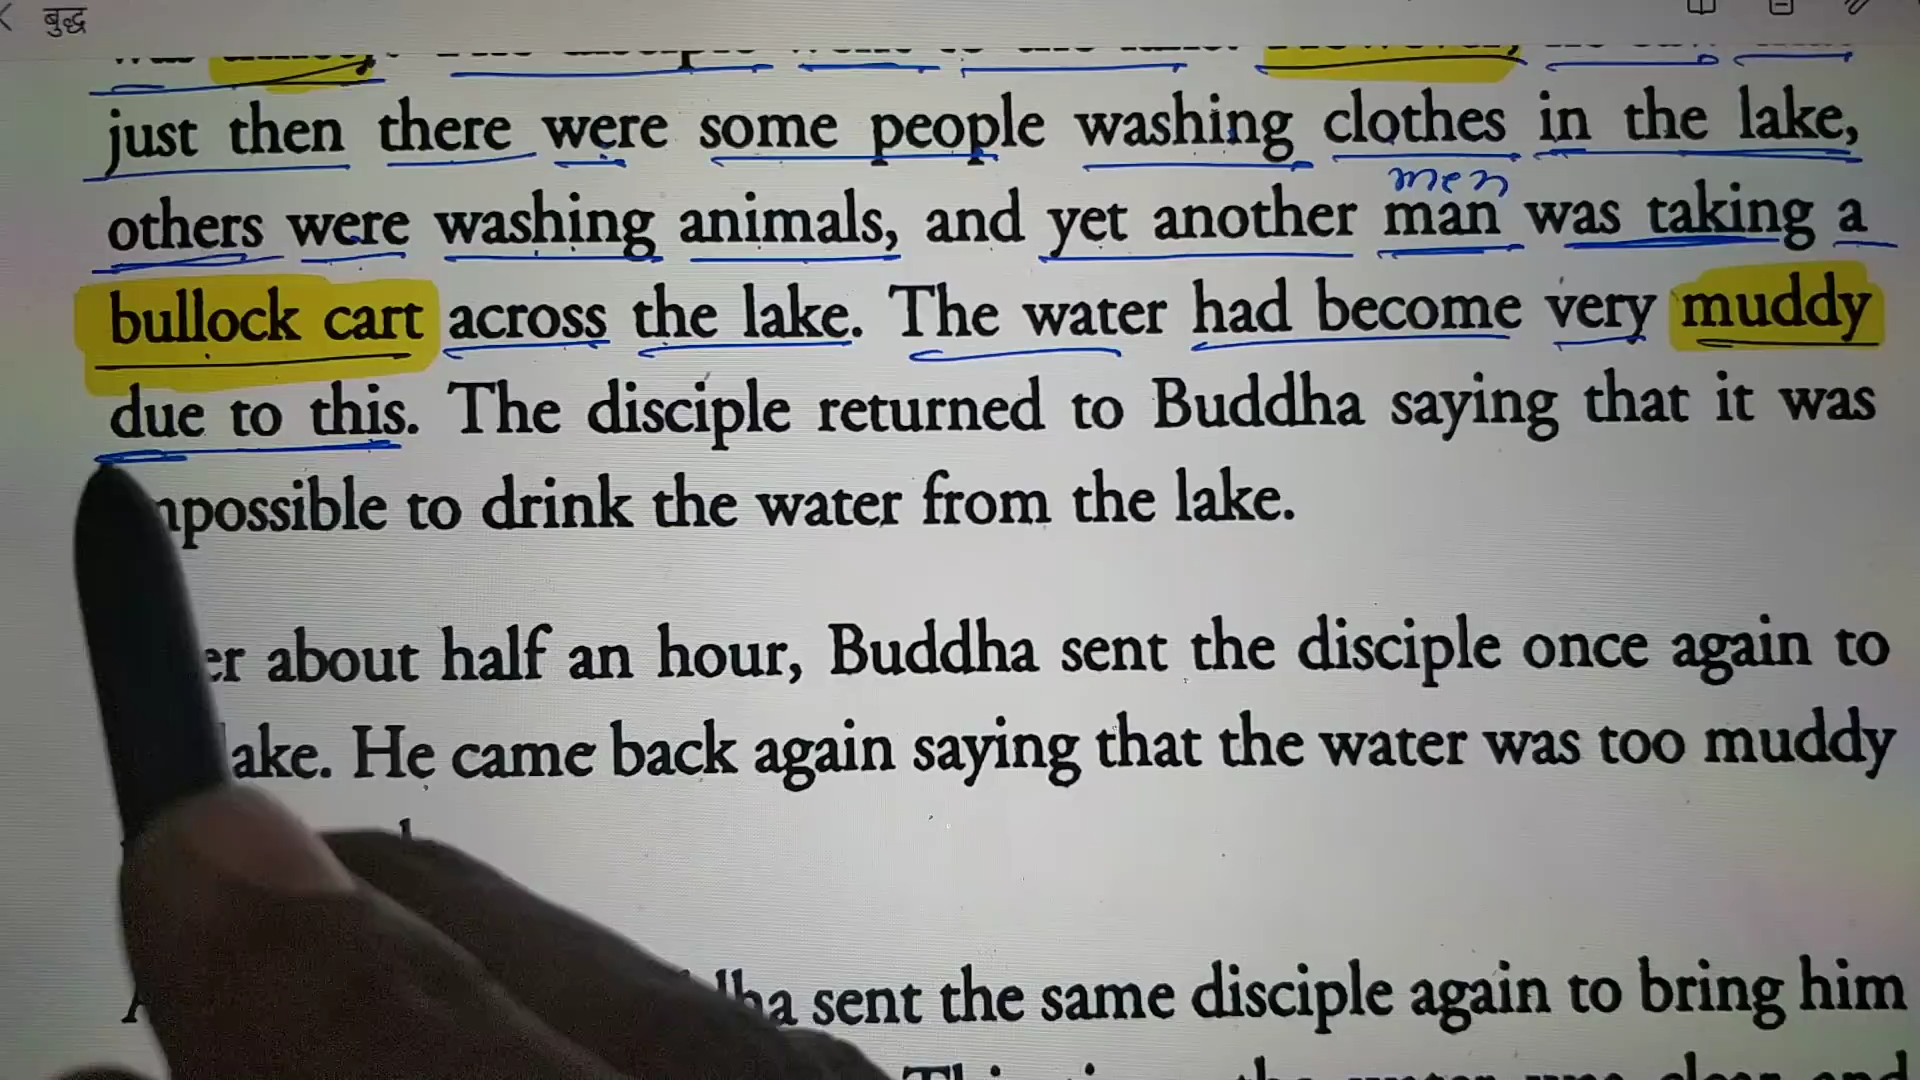 बुद्ध
just then there were some people washing clothes in the lake,
men
others were washing animals, and yet another man was taking a
bullock cart across the lake. The water had become very muddy
due to this. The disciple returned to Buddha saying that it was
to drink the water from the lake.
about half an hour, Buddha sent the disciple once again to
He came back again saying that the water was too muddy
sent the same disciple again to bring him